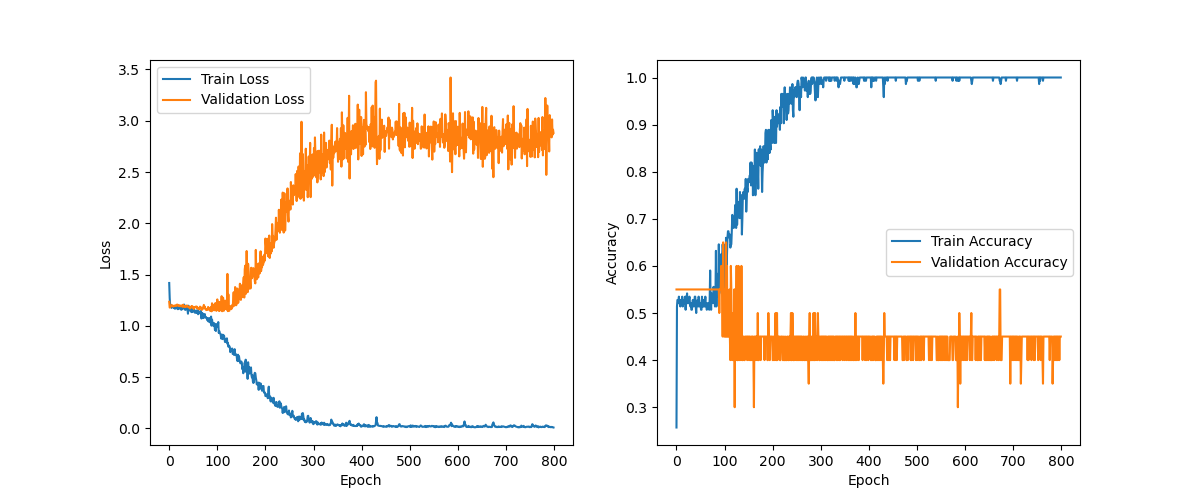 3.5
3.0
2.5
2.0
1.5
1.0
0.5
0.0
Loss
Train Loss
Validation Loss
0 100 200 300 400 500 600 700 800
Epoch
1.0
0.9
0.8
0.7
0.6
0.5
0.4
0.3
Accuracy
Train Accuracy
Validation Accuracy
0 100 200 300 400 500 600 700 800
Epoch